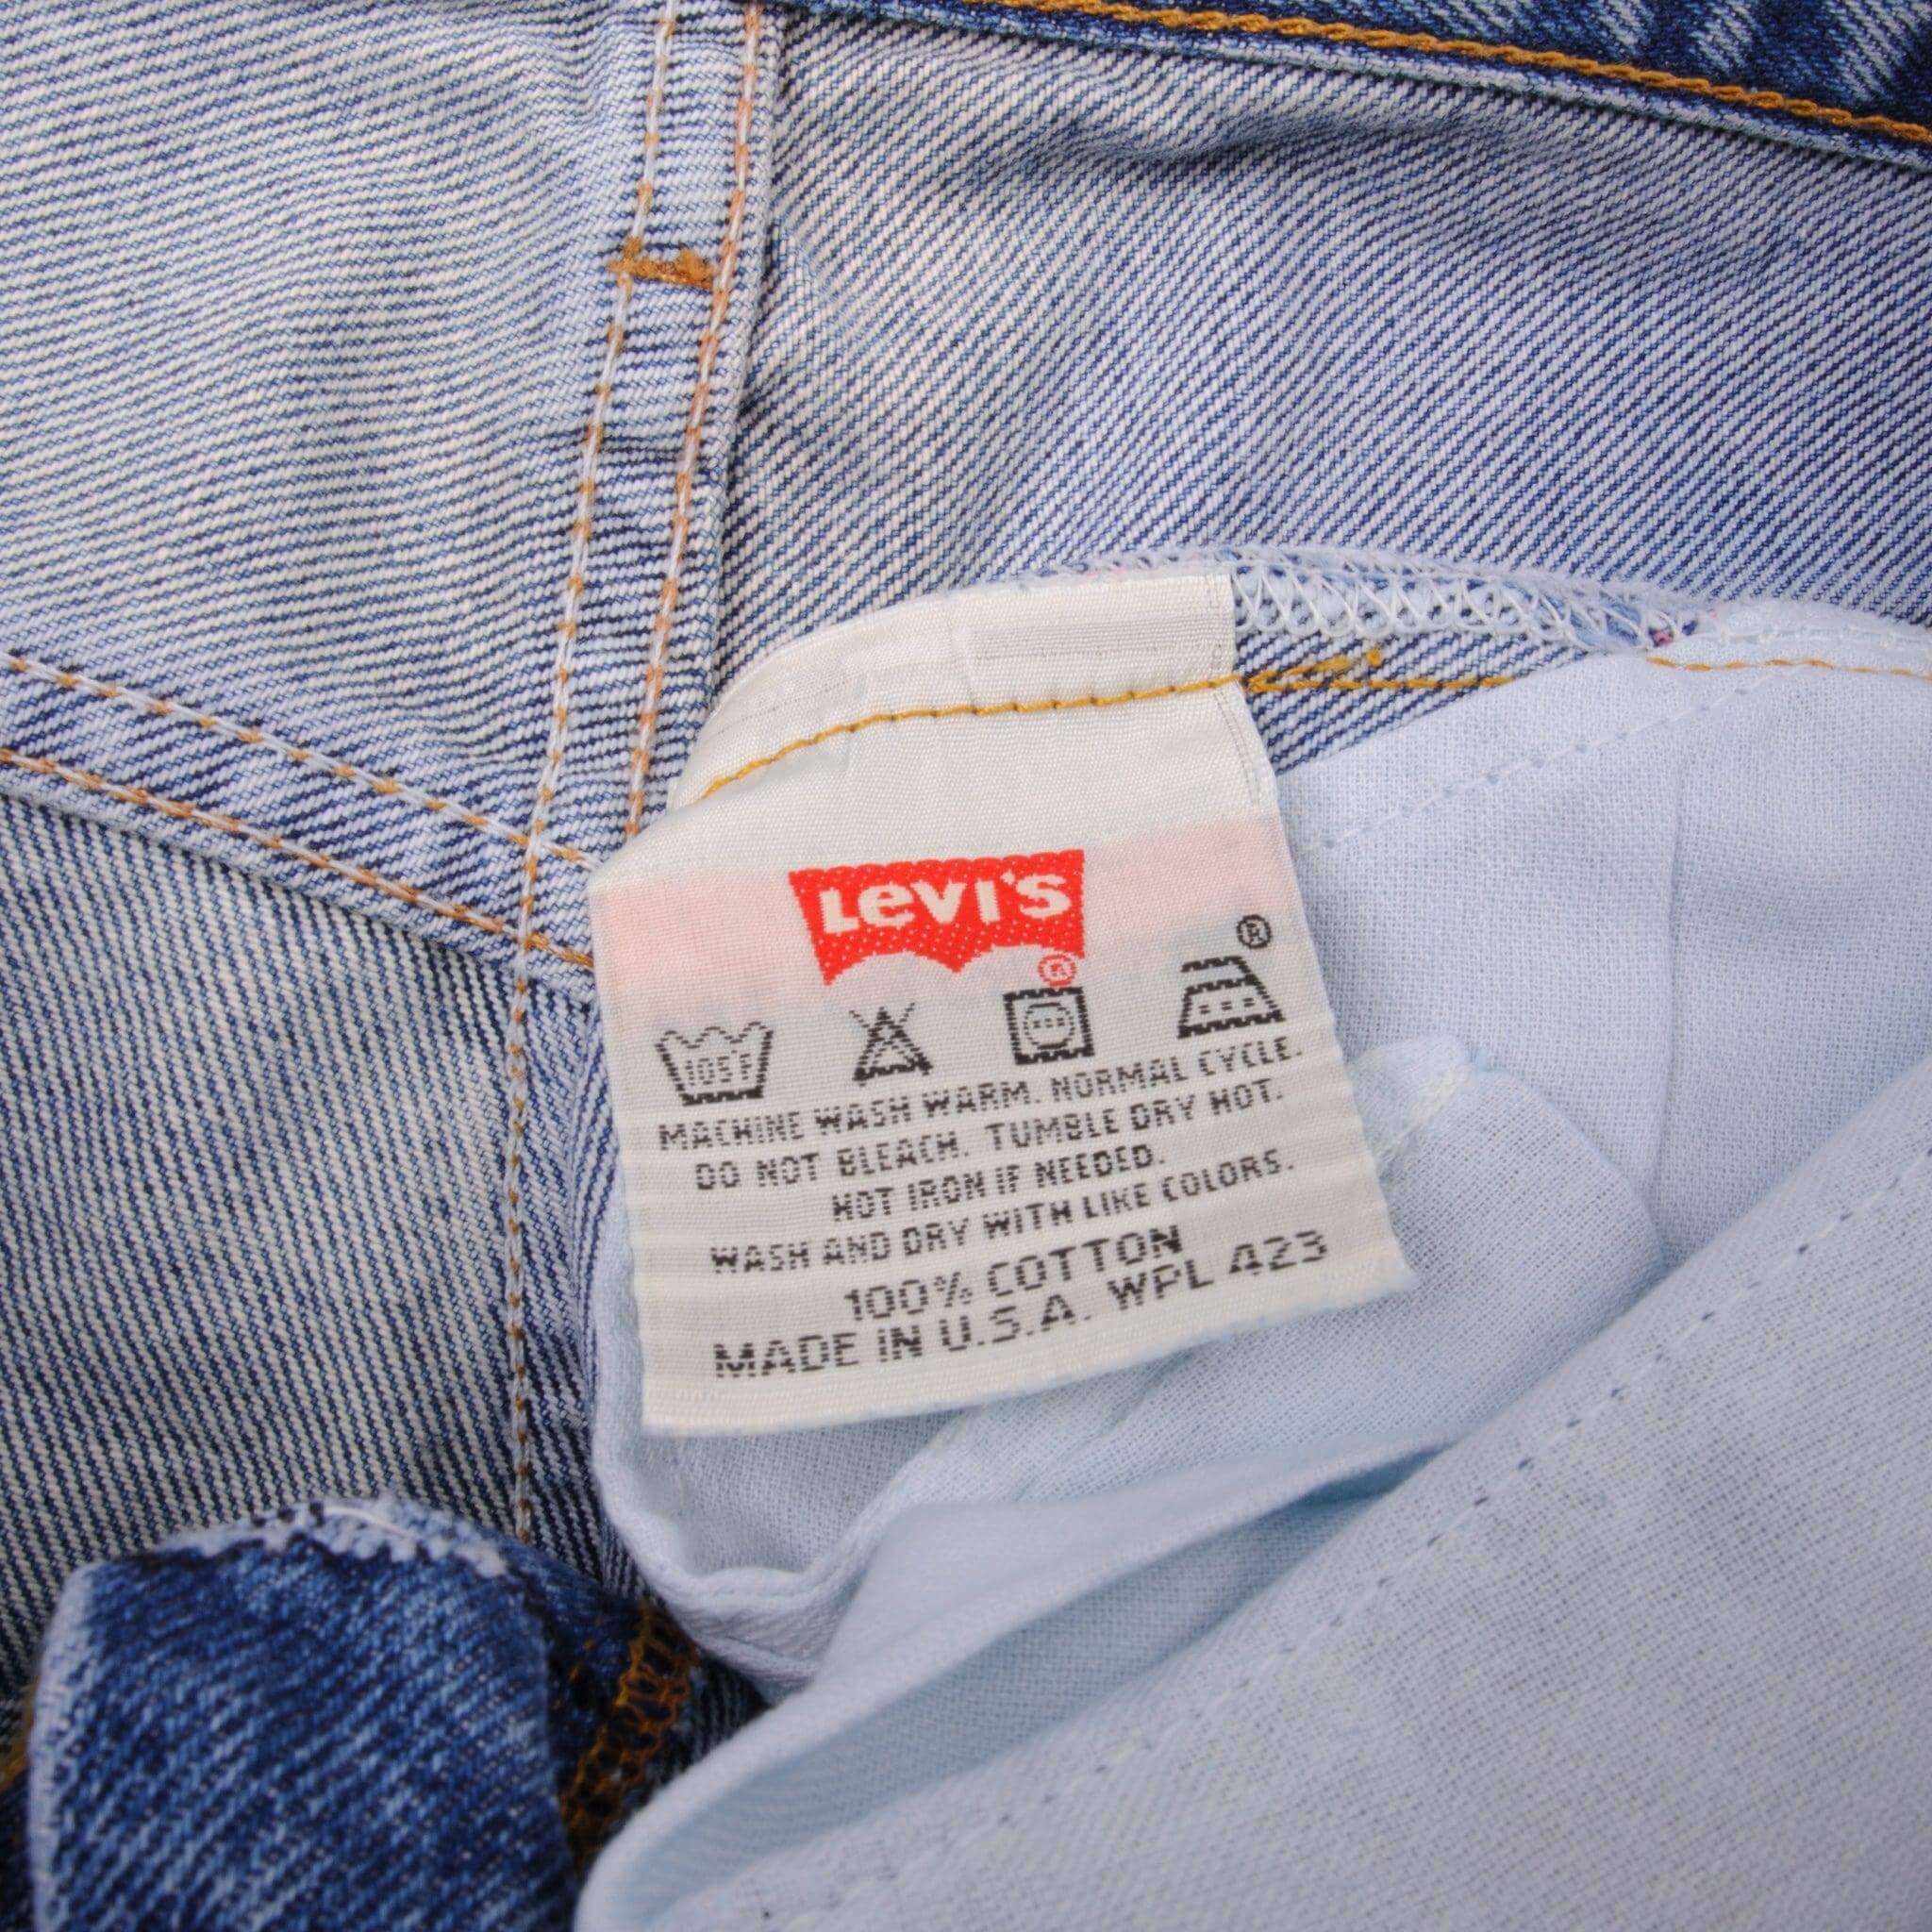 Levi's
®
®
105°F
MACHINE WASH WARM. NORMAL CYCLE.
DO NOT BLEACH. TUMBLE DRY HOT.
HOT IRON IF NEEDED.
WASH AND DRY WITH LIKE COLORS.
100% COTTON
MADE IN U.S.A. WPL 423